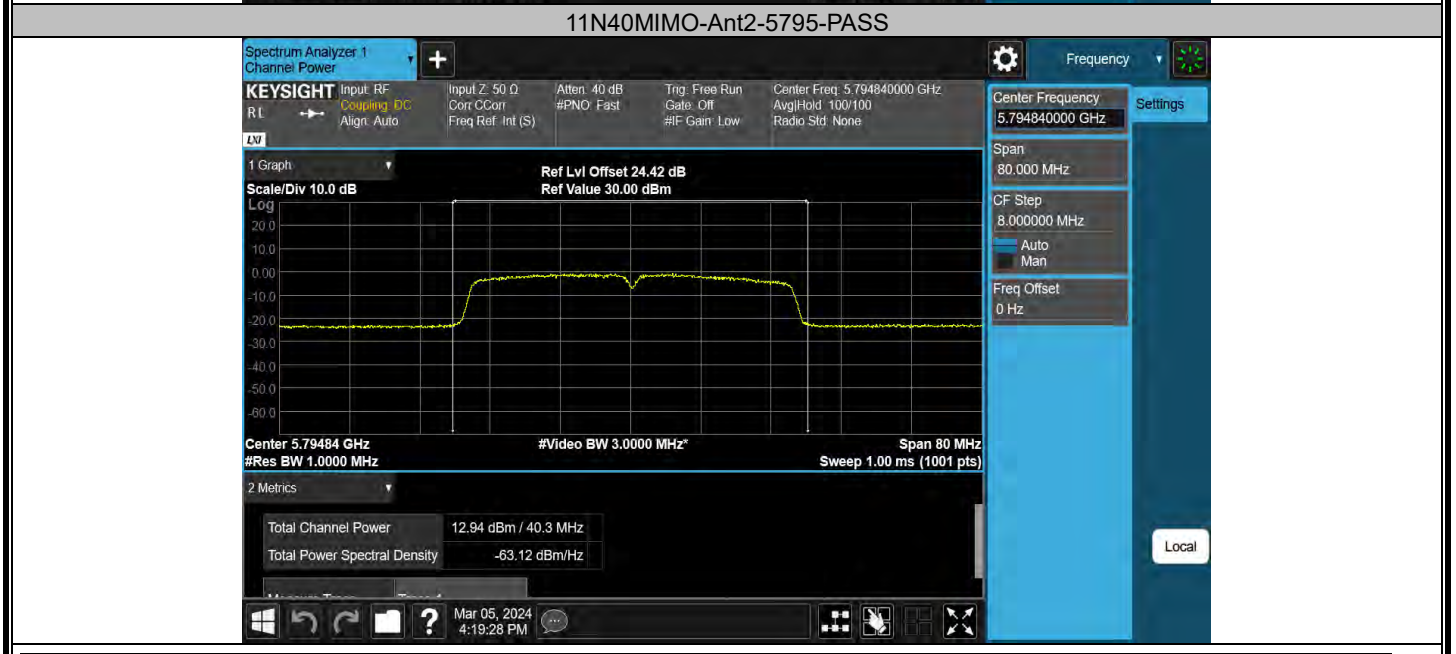 11N40MIMO-Ant2-5795-PASS
Spectrum Analyzer 1
Channel Power
+
Frequency
KEYSIGHT
RL
LXI
Input: RF
Coupling: DC
Align: Auto
Input Z: 50 Ω
Corr CCorr
Freq Ref: Int (S)
Atten: 40 dB
#PNO: Fast
Trig: Free Run
Gate: Off
#IF Gain: Low
Center Freq: 5.794840000 GHz
Avg|Hold: 100/100
Radio Std: None
Center Frequency
5.794840000 GHz
Settings
Span
80.000 MHz
CF Step
8.000000 MHz
Auto
Man
Freq Offset
0 Hz
1 Graph
Scale/Div 10.0 dB
Ref Lvl Offset 24.42 dB
Ref Value 30.00 dBm
Log
20.0
10.0
0.00
-10.0
-20.0
-30.0
-40.0
-50.0
-60.0
Center 5.79484 GHz
#Res BW 1.0000 MHz
#Video BW 3.0000 MHz*
Span 80 MHz
Sweep 1.00 ms (1001 pts)
2 Metrics
Total Channel Power 12.94 dBm / 40.3 MHz
Total Power Spectral Density -63.12 dBm/Hz
Local
?
Mar 05, 2024
4:19:28 PM